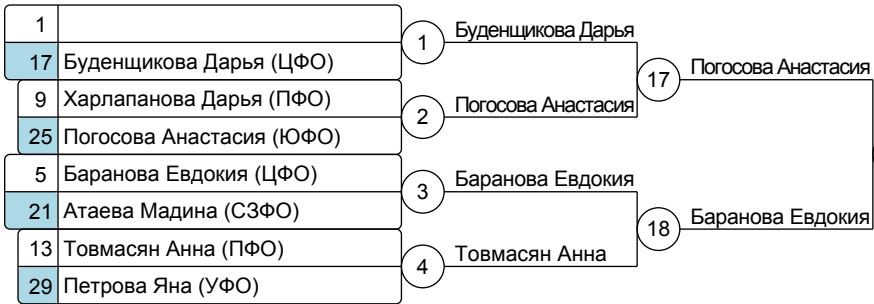 1
17 Буденщикова Дарья (ЦФО)
9 Харлапанова Дарья (ПФО)
25 Погосова Анастасия (ЮФО)
5 Баранова Евдокия (ЦФО)
21 Атаева Мадина (СЗФО)
13 Товмасян Анна (ПФО)
29 Петрова Яна (УФО)
1 Буденщикова Дарья
2 Погосова Анастасия
3 Баранова Евдокия
4 Товмасян Анна
17 Погосова Анастасия
18 Баранова Евдокия